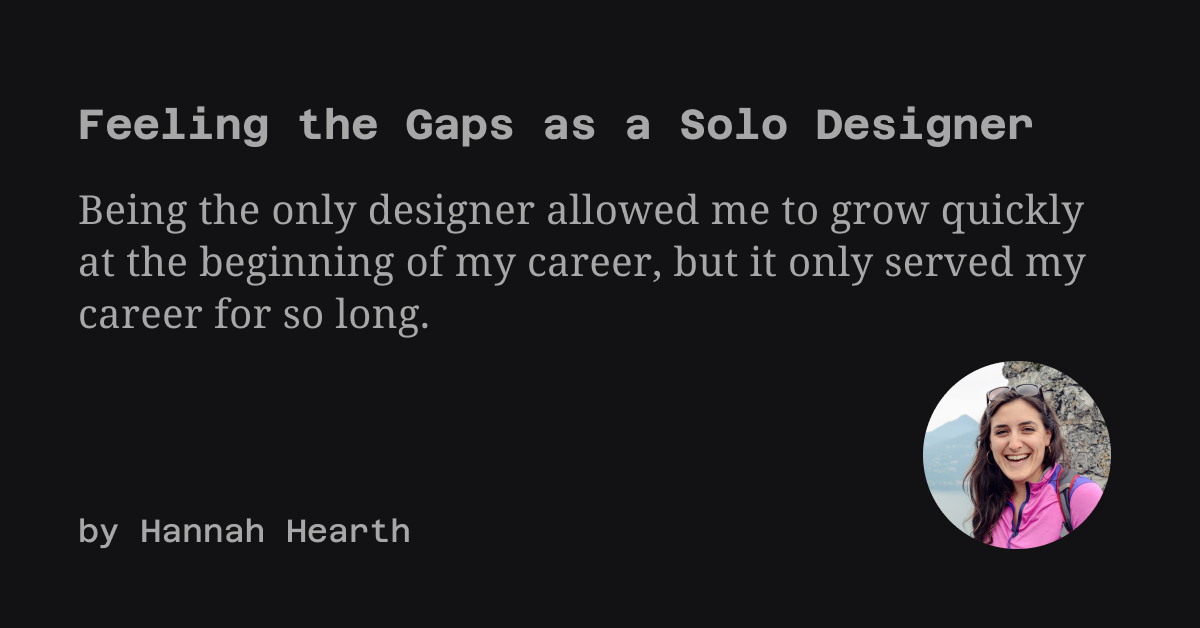 Feeling the Gaps as a Solo Designer
Being the only designer allowed me to grow quickly
at the beginning of my career, but it only served my
career for so long.
by Hannah Hearth